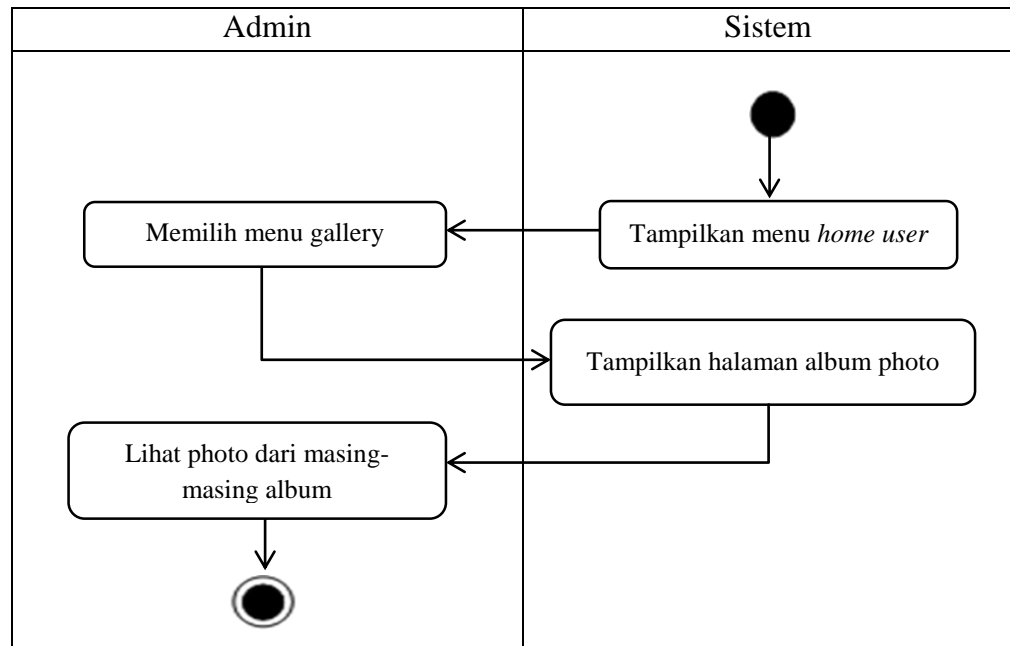 Admin
Sistem
Tampilkan menu home user
Memilih menu gallery
Tampilkan halaman album photo
Lihat photo dari masing-
masing album